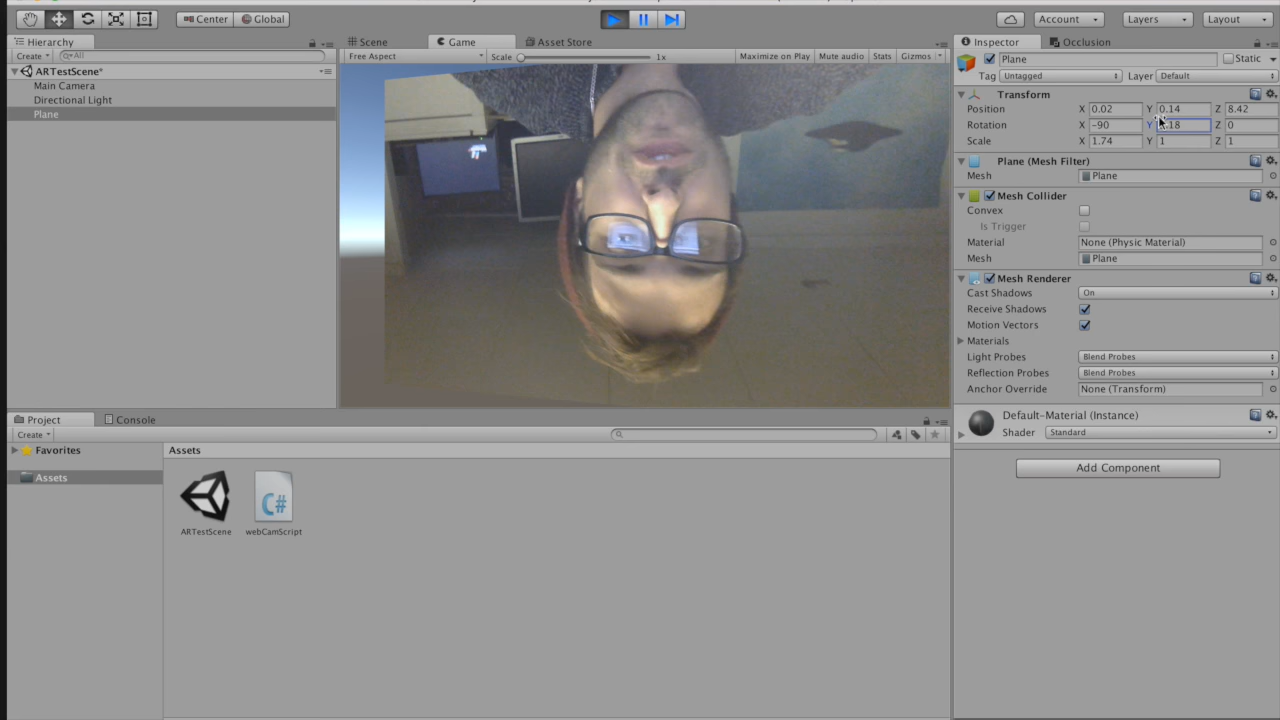 Center Global Account Layers Layout
Hierarchy Scene Game Asset Store Inspector Occlusion
Create All Free Aspect Scale 1x Maximize on Play Mute audio Stats Gizmos Plane Static
ARTestScene* Tag Untagged Layer Default
Main Camera Transform
Directional Light Position X 0.02 Y 0.14 Z 8.42
Plane Rotation X -90 Y .18 Z 0
Scale X 1.74 Y 1 Z 1
Plane (Mesh Filter)
Mesh Plane
Mesh Collider
Convex
Is Trigger
Material None (Physic Material)
Mesh Plane
Mesh Renderer
Cast Shadows On
Receive Shadows
Motion Vectors
Materials
Light Probes Blend Probes
Reflection Probes Blend Probes
Anchor Override None (Transform)
Project Console Default-Material (Instance)
Create Shader Standard
Favorites Assets
Assets Add Component
C#
ARTestScene webCamScript